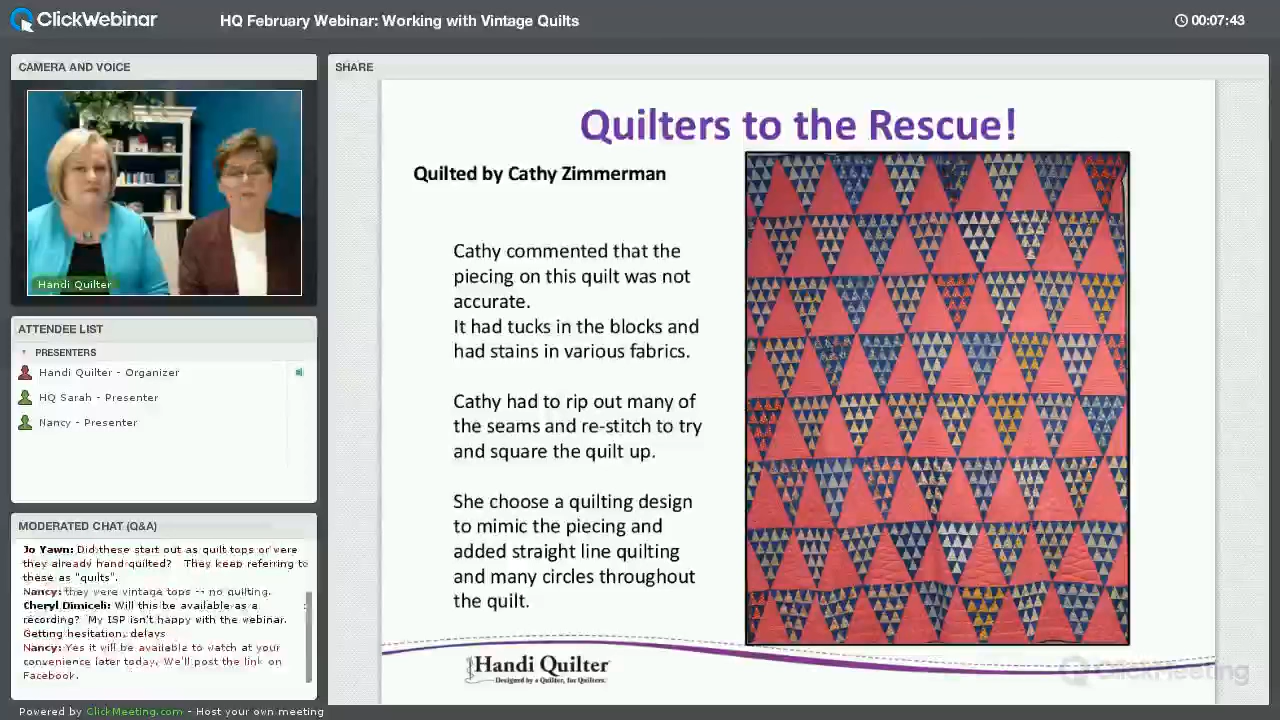 ClickWebinar
HQ February Webinar: Working with Vintage Quilts
00:07:43
CAMERA AND VOICE
Handi Quilter
ATTENDEE LIST
PRESENTERS
Handi Quilter - Organizer
HQ Sarah - Presenter
Nancy - Presenter
MODERATED CHAT (Q&A)
Jo Yawn: Did these start out as quilt tops or were
they already hand-quilted? They keep referring to
these as "quilts".
Nancy: they were vintage tops -- no quilting.
Cheryl Dimiceli: Will this be available as a
recording? My ISP isn't happy with the webinar.
Getting hesitation, delays
Nancy: Yes it will be available to watch at your
convenience later today, We'll post the link on
Facebook.
Powered by ClickMeeting.com - Host your own meeting
SHARE
Quilters to the Rescue!
Quilted by Cathy Zimmerman
Cathy commented that the
piecing on this quilt was not
accurate.
It had tucks in the blocks and
had stains in various fabrics.
Cathy had to rip out many of
the seams and re-stitch to try
and square the quilt up.
She choose a quilting design
to mimic the piecing and
added straight line quilting
and many circles throughout
the quilt.
Handi Quilter
Designed by a Quilter, for Quilters.
ClickMeeting